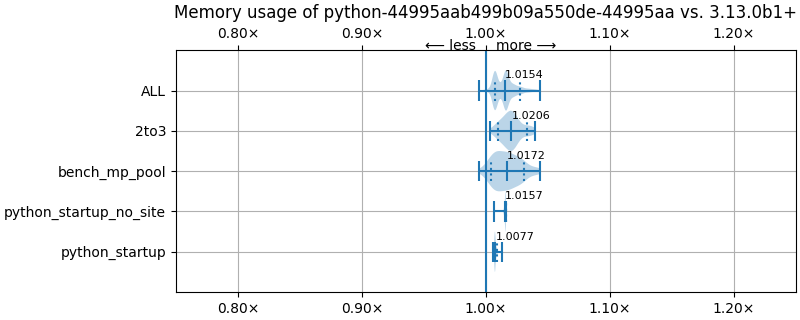 Memory usage of python-44995aab499b09a550de-44995aa vs. 3.13.0b1+
0.80× 0.90× 1.00× 1.10× 1.20×
⟵ less more ⟶
ALL 1.0154
2to3 1.0206
bench_mp_pool 1.0172
python_startup_no_site 1.0157
python_startup 1.0077
0.80× 0.90× 1.00× 1.10× 1.20×